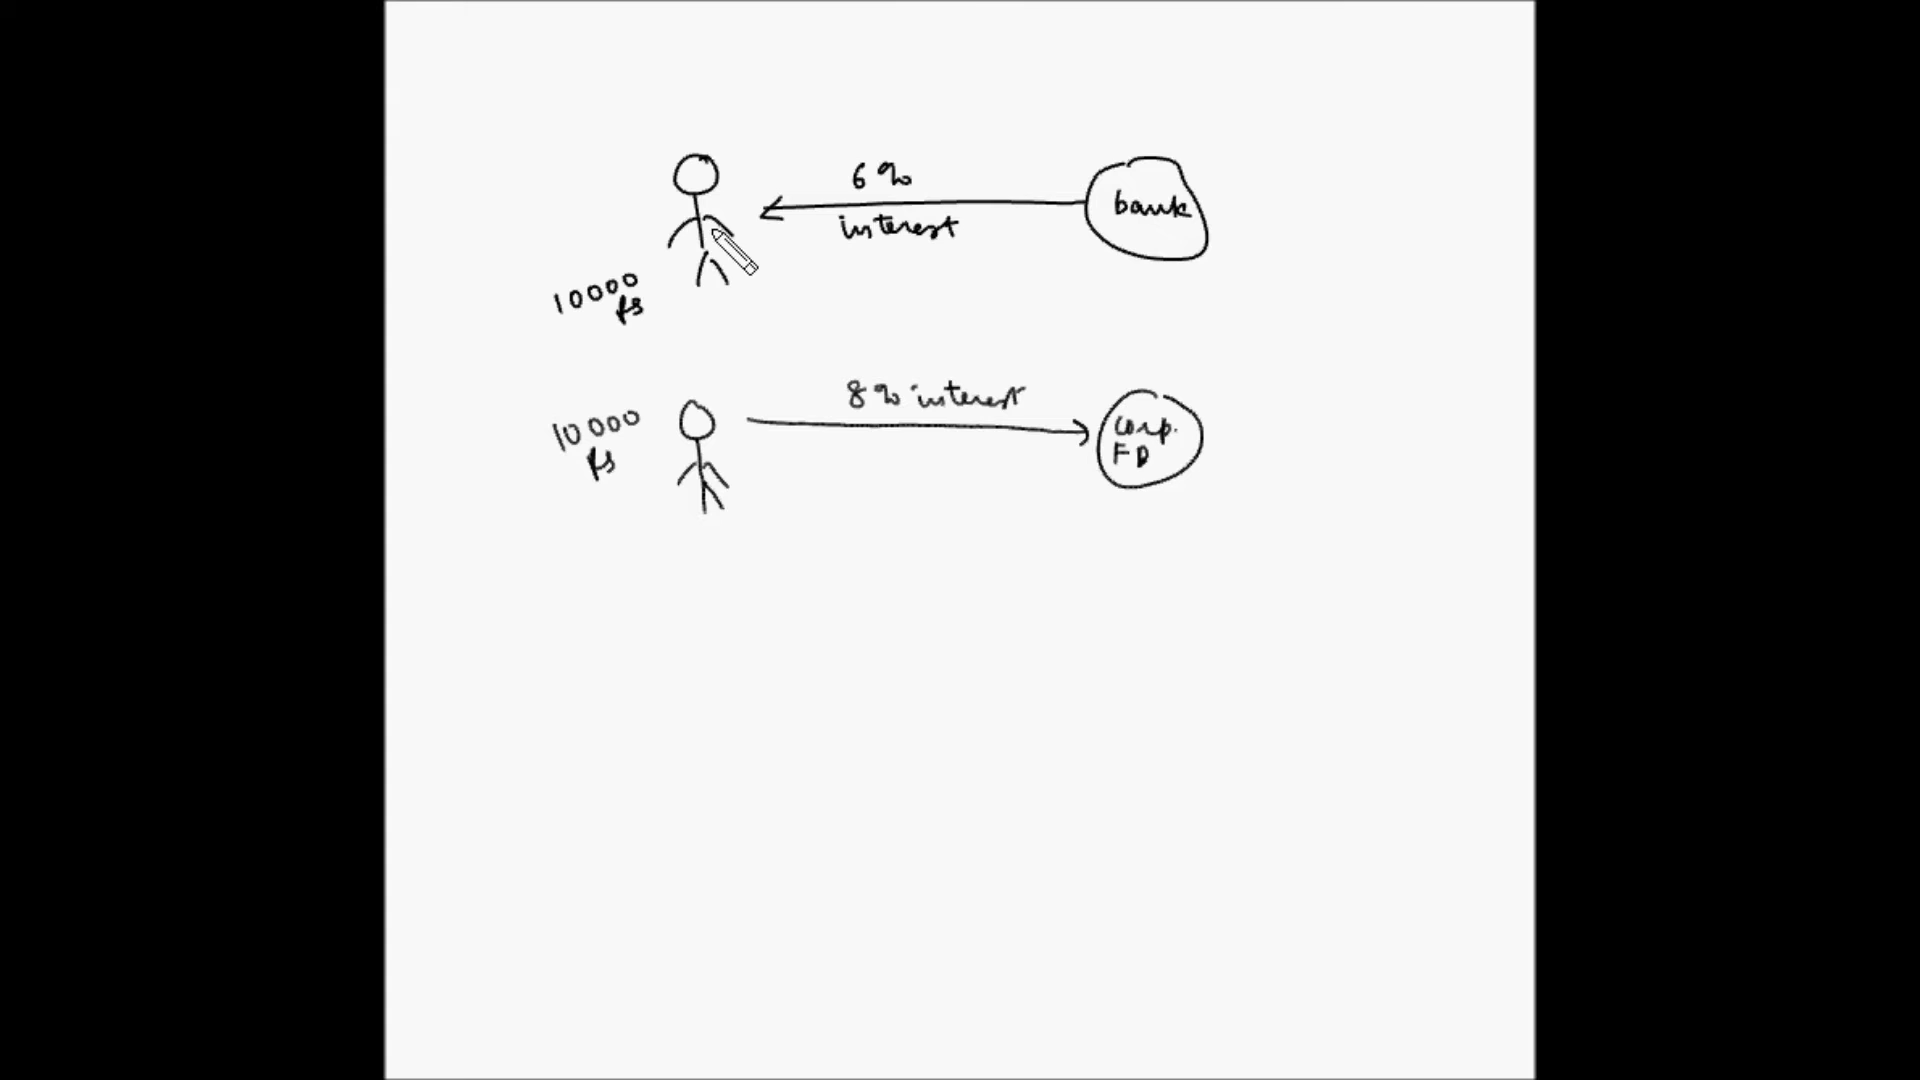 6%
interest
bank
10000
Rs
8% interest
10000
Rs
corp.
FD